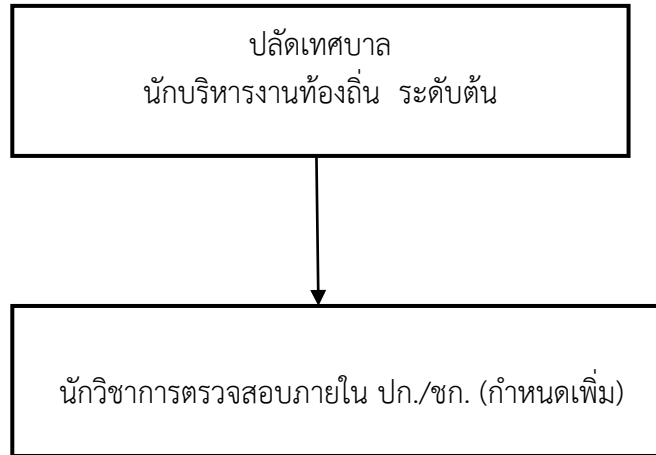 ปลัดเทศบาล
นักบริหารงานท้องถิ่น ระดับต้น
นักวิชาการตรวจสอบภายใน ปก./ชก. (กำหนดเพิ่ม)